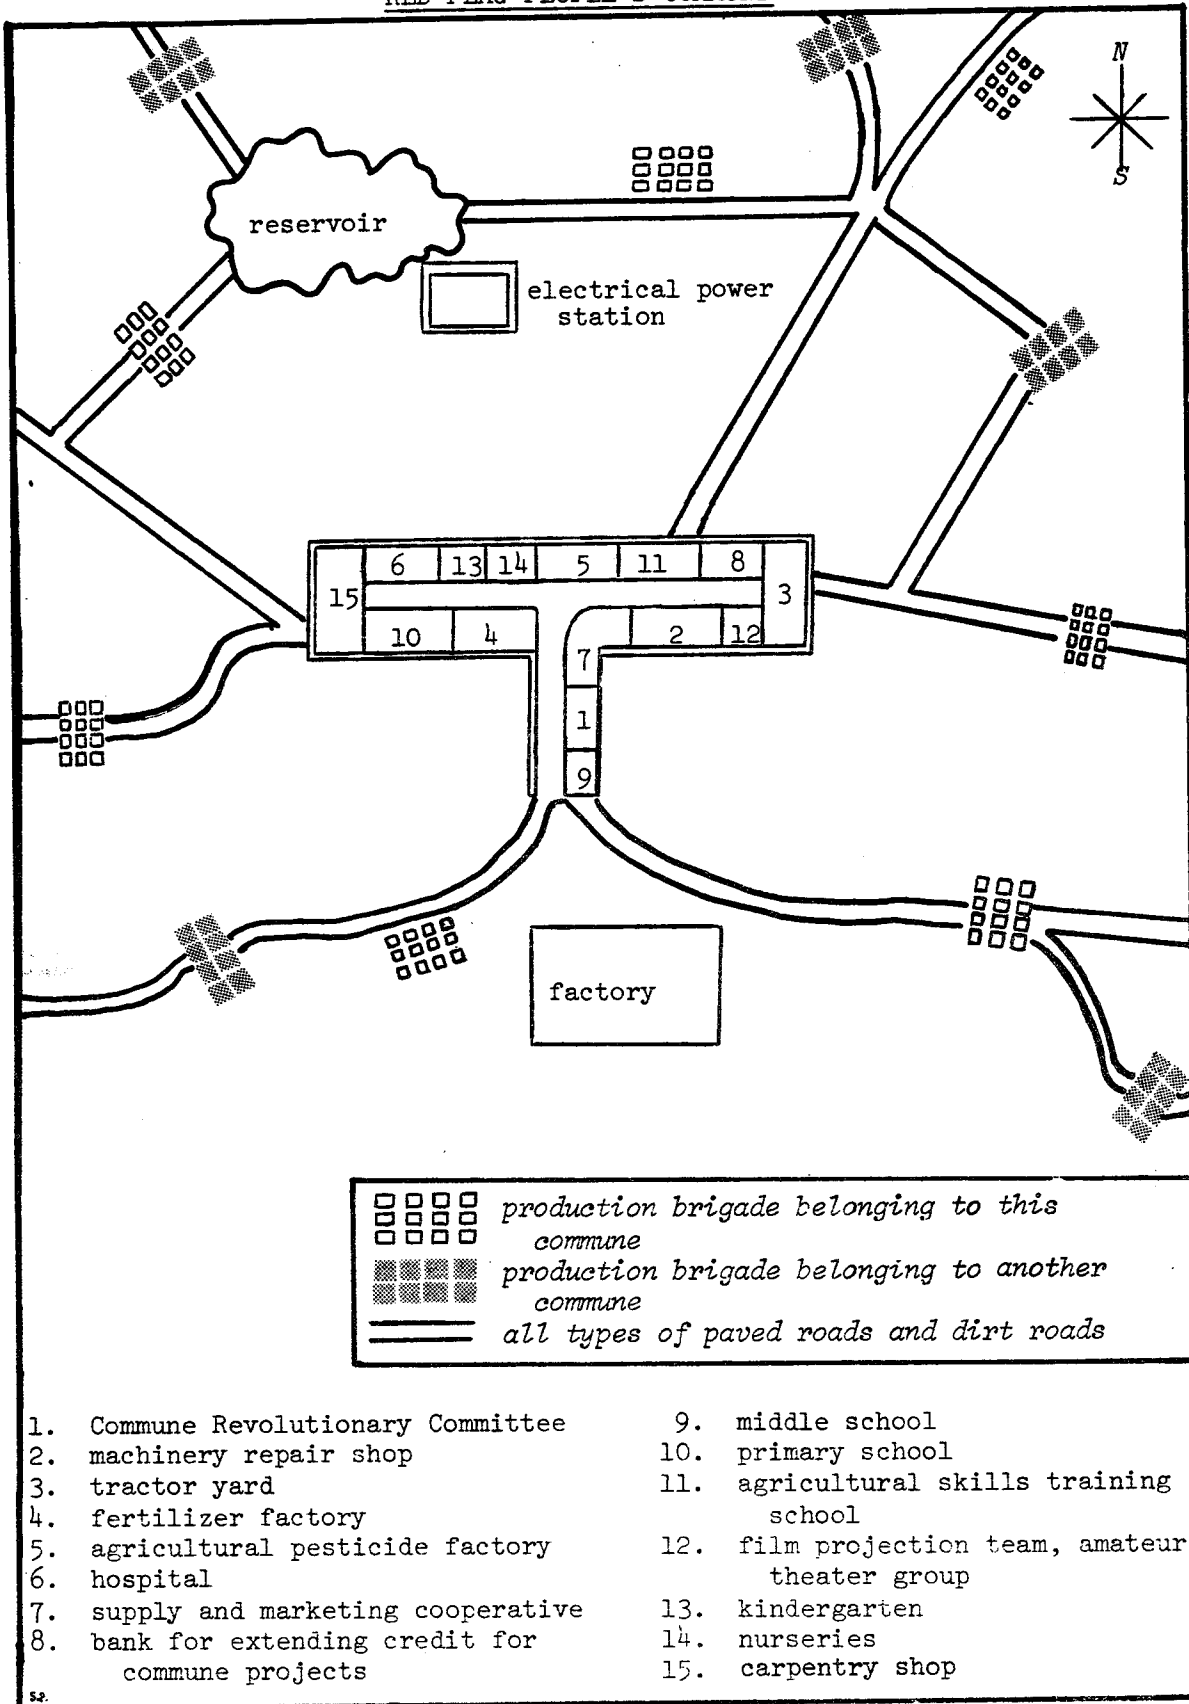 N
S
reservoir
electrical power
station
6 13 14 5 11 8
15 3
10 4 2 12
7
1
9
factory
production brigade belonging to this
commune
production brigade belonging to another
commune
all types of paved roads and dirt roads
1. Commune Revolutionary Committee
2. machinery repair shop
3. tractor yard
4. fertilizer factory
5. agricultural pesticide factory
6. hospital
7. supply and marketing cooperative
8. bank for extending credit for
commune projects
9. middle school
10. primary school
11. agricultural skills training
school
12. film projection team, amateur
theater group
13. kindergarten
14. nurseries
15. carpentry shop